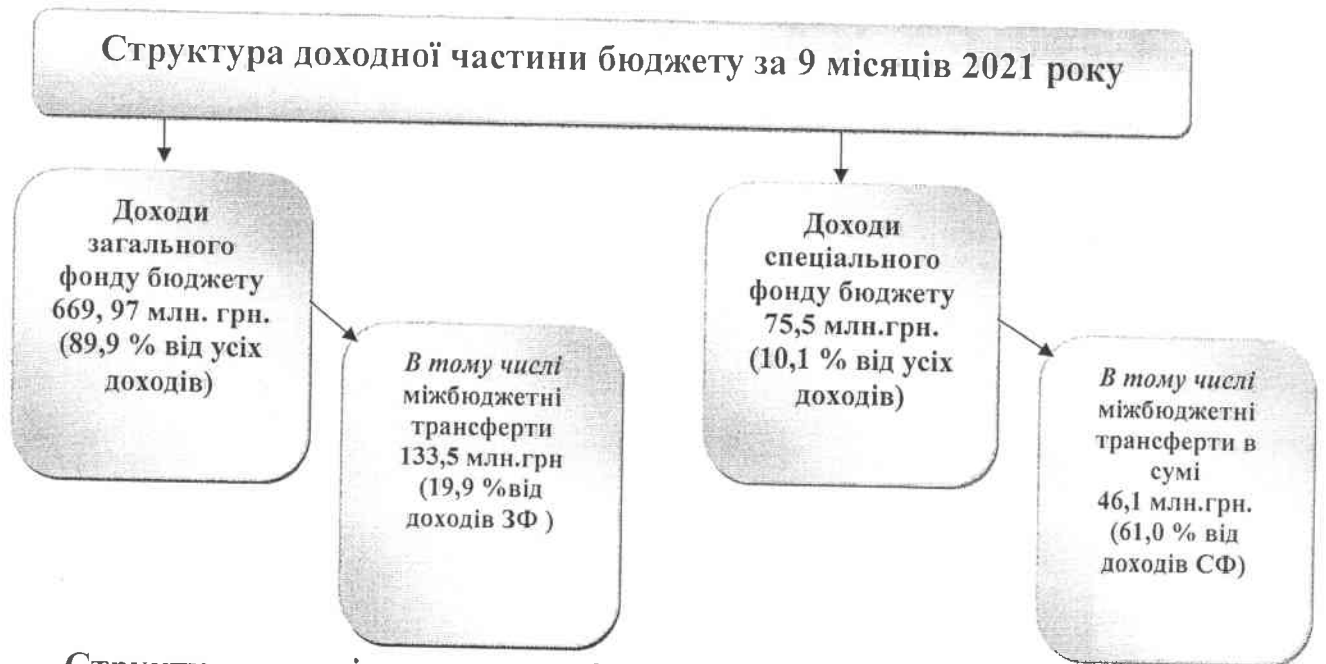 Структура доходної частини бюджету за 9 місяців 2021 року
Доходи
загального
фонду бюджету
669, 97 млн. грн.
(89,9 % від усіх
доходів)
В тому числі
міжбюджетні
трансферти
133,5 млн.грн
(19,9 %від
доходів ЗФ )
Доходи
спеціального
фонду бюджету
75,5 млн.грн.
(10,1 % від усіх
доходів)
В тому числі
міжбюджетні
трансферти в
сумі
46,1 млн.грн.
(61,0 % від
доходів СФ)